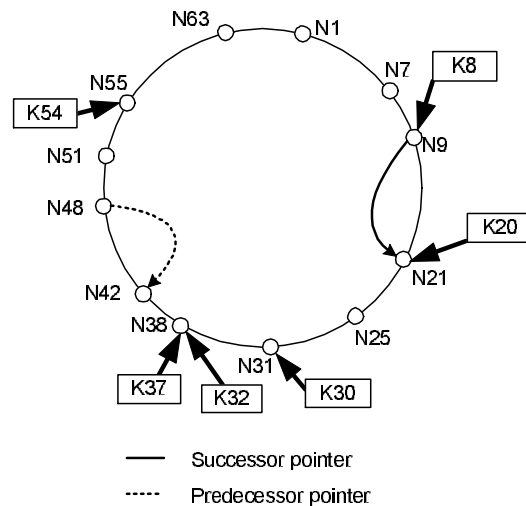 N63
N1
N55
N7
K8
K54
N9
N51
N48
K20
N21
N42
N38
N25
N31
K37
K32
K30
Successor pointer
Predecessor pointer